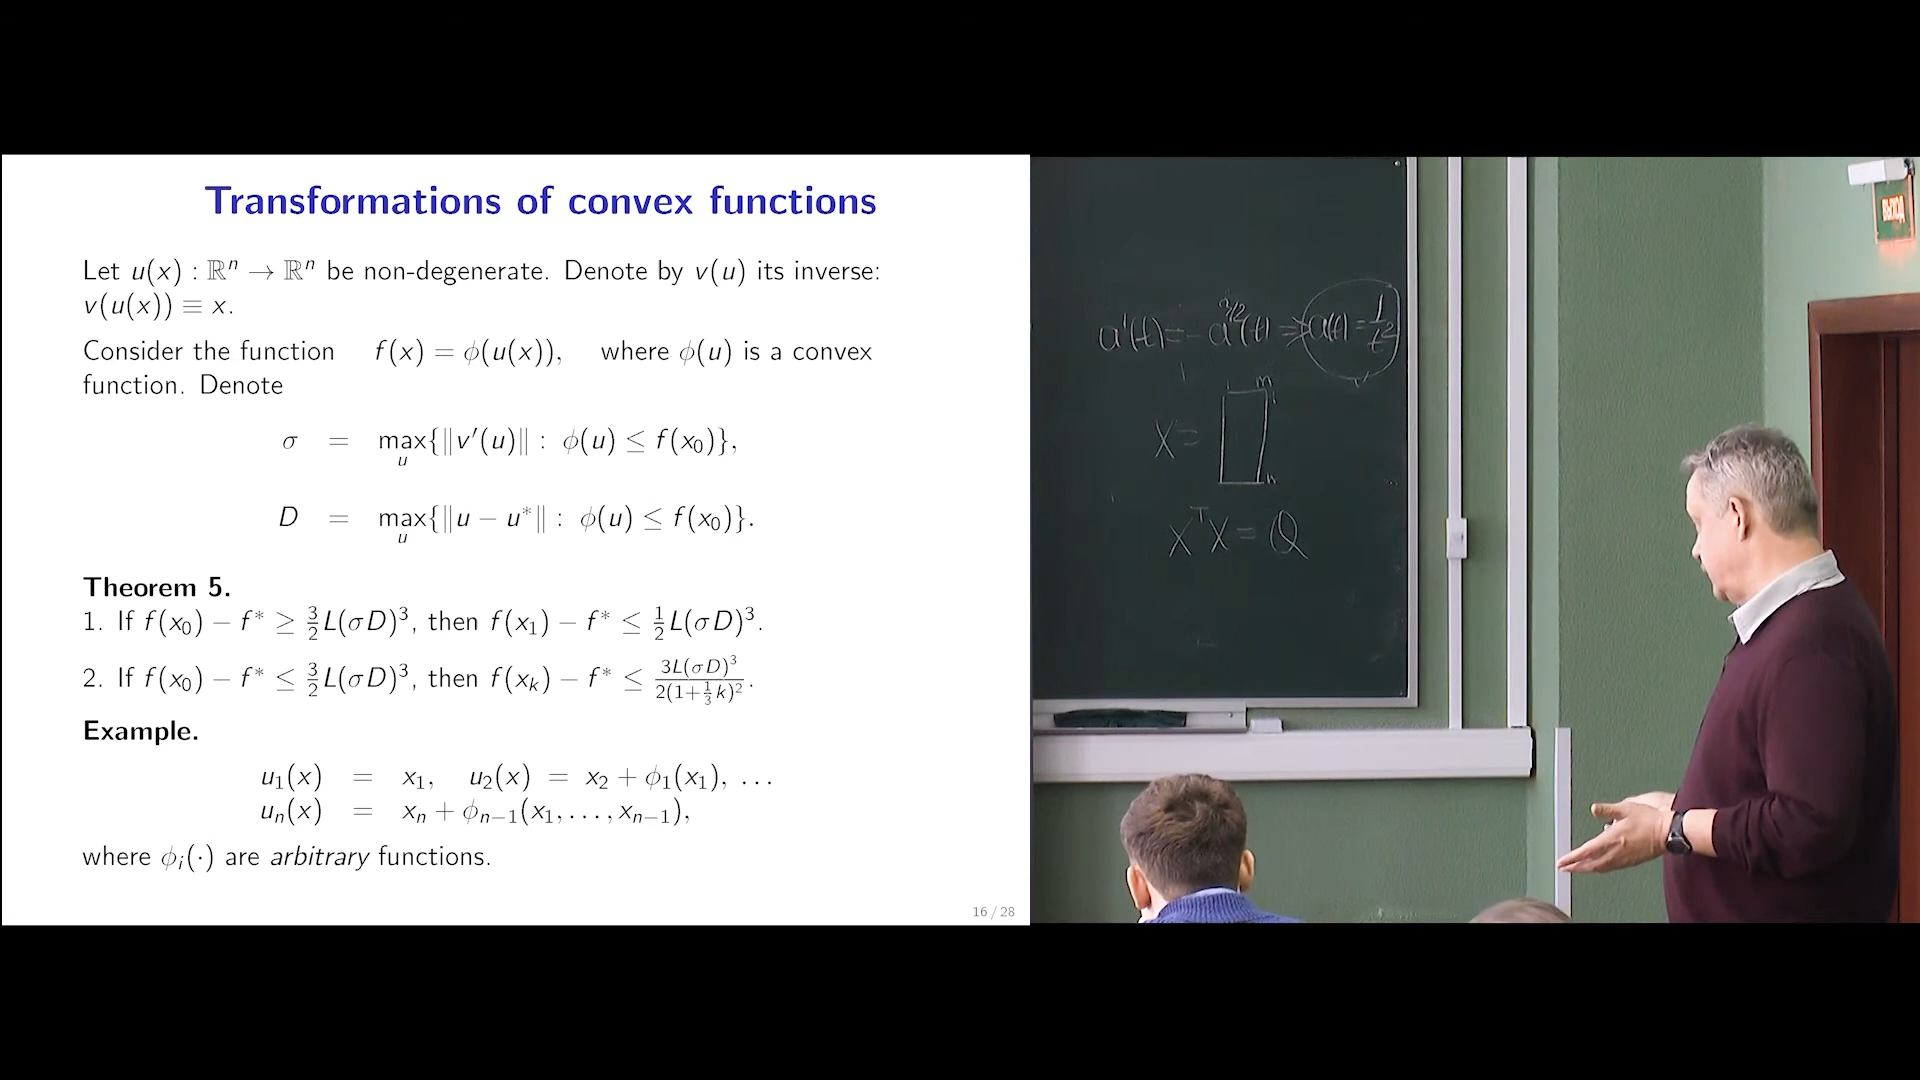 Transformations of convex functions
Let u(x) : ℝⁿ → ℝⁿ be non-degenerate. Denote by v(u) its inverse:
v(u(x)) ≡ x.
Consider the function f(x) = ϕ(u(x)), where ϕ(u) is a convex
function. Denote
σ = max_u{‖v′(u)‖ : ϕ(u) ≤ f(x₀)},
D = max_u{‖u − u*‖ : ϕ(u) ≤ f(x₀)}.
Theorem 5.
1. If f(x₀) − f* ≥ 3/2 L(σD)³, then f(x₁) − f* ≤ 1/2 L(σD)³.
2. If f(x₀) − f* ≤ 3/2 L(σD)³, then f(x_k) − f* ≤ 3L(σD)³ / 2(1+1/3 k)².
Example.
u₁(x) = x₁, u₂(x) = x₂ + ϕ₁(x₁), …
uₙ(x) = xₙ + ϕₙ₋₁(x₁, …, xₙ₋₁),
where ϕᵢ(·) are arbitrary functions.
16 / 28
a'(t) = − a^{3/2}(t) ⇒ a(t) = 1/t²
m
X =
n
XᵀX = Q
ВЫХОД